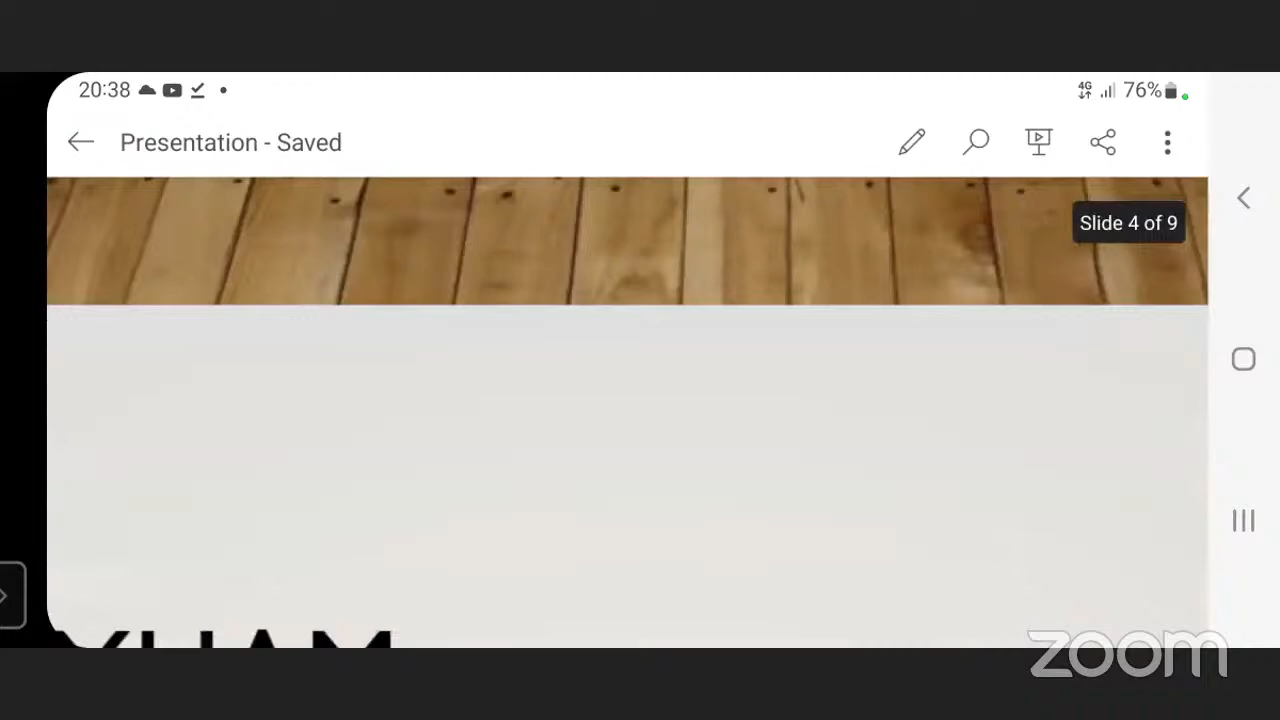 20:38
4G 76%
Presentation - Saved
Slide 4 of 9
zoom